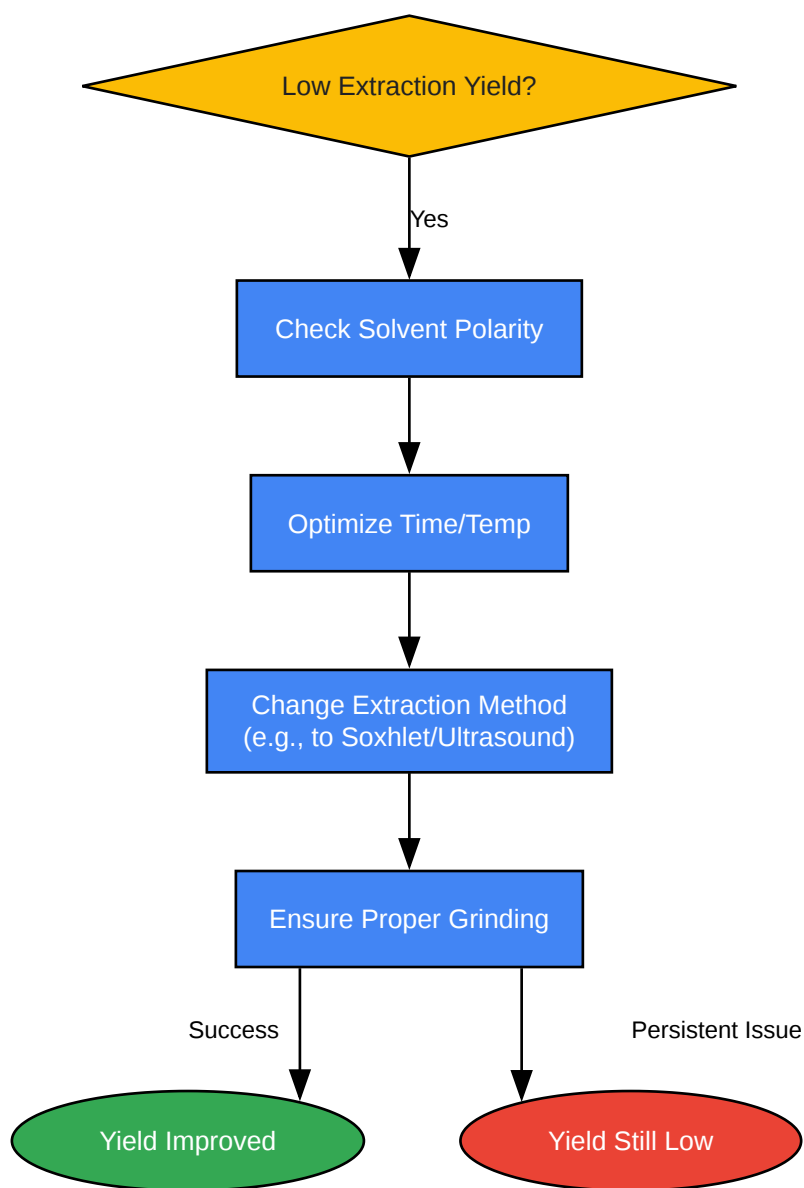 Low Extraction Yield?
Yes
Check Solvent Polarity
Optimize Time/Temp
Change Extraction Method
(e.g., to Soxhlet/Ultrasound)
Ensure Proper Grinding
Success
Persistent Issue
Yield Improved
Yield Still Low